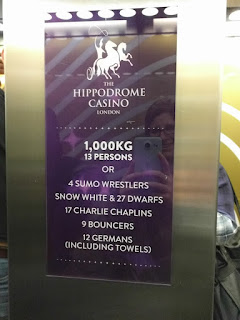 THE
HIPPODROME
CASINO
LONDON
1,000KG
13 PERSONS
OR
4 SUMO WRESTLERS
SNOW WHITE & 27 DWARFS
17 CHARLIE CHAPLINS
9 BOUNCERS
12 GERMANS
(INCLUDING TOWELS)